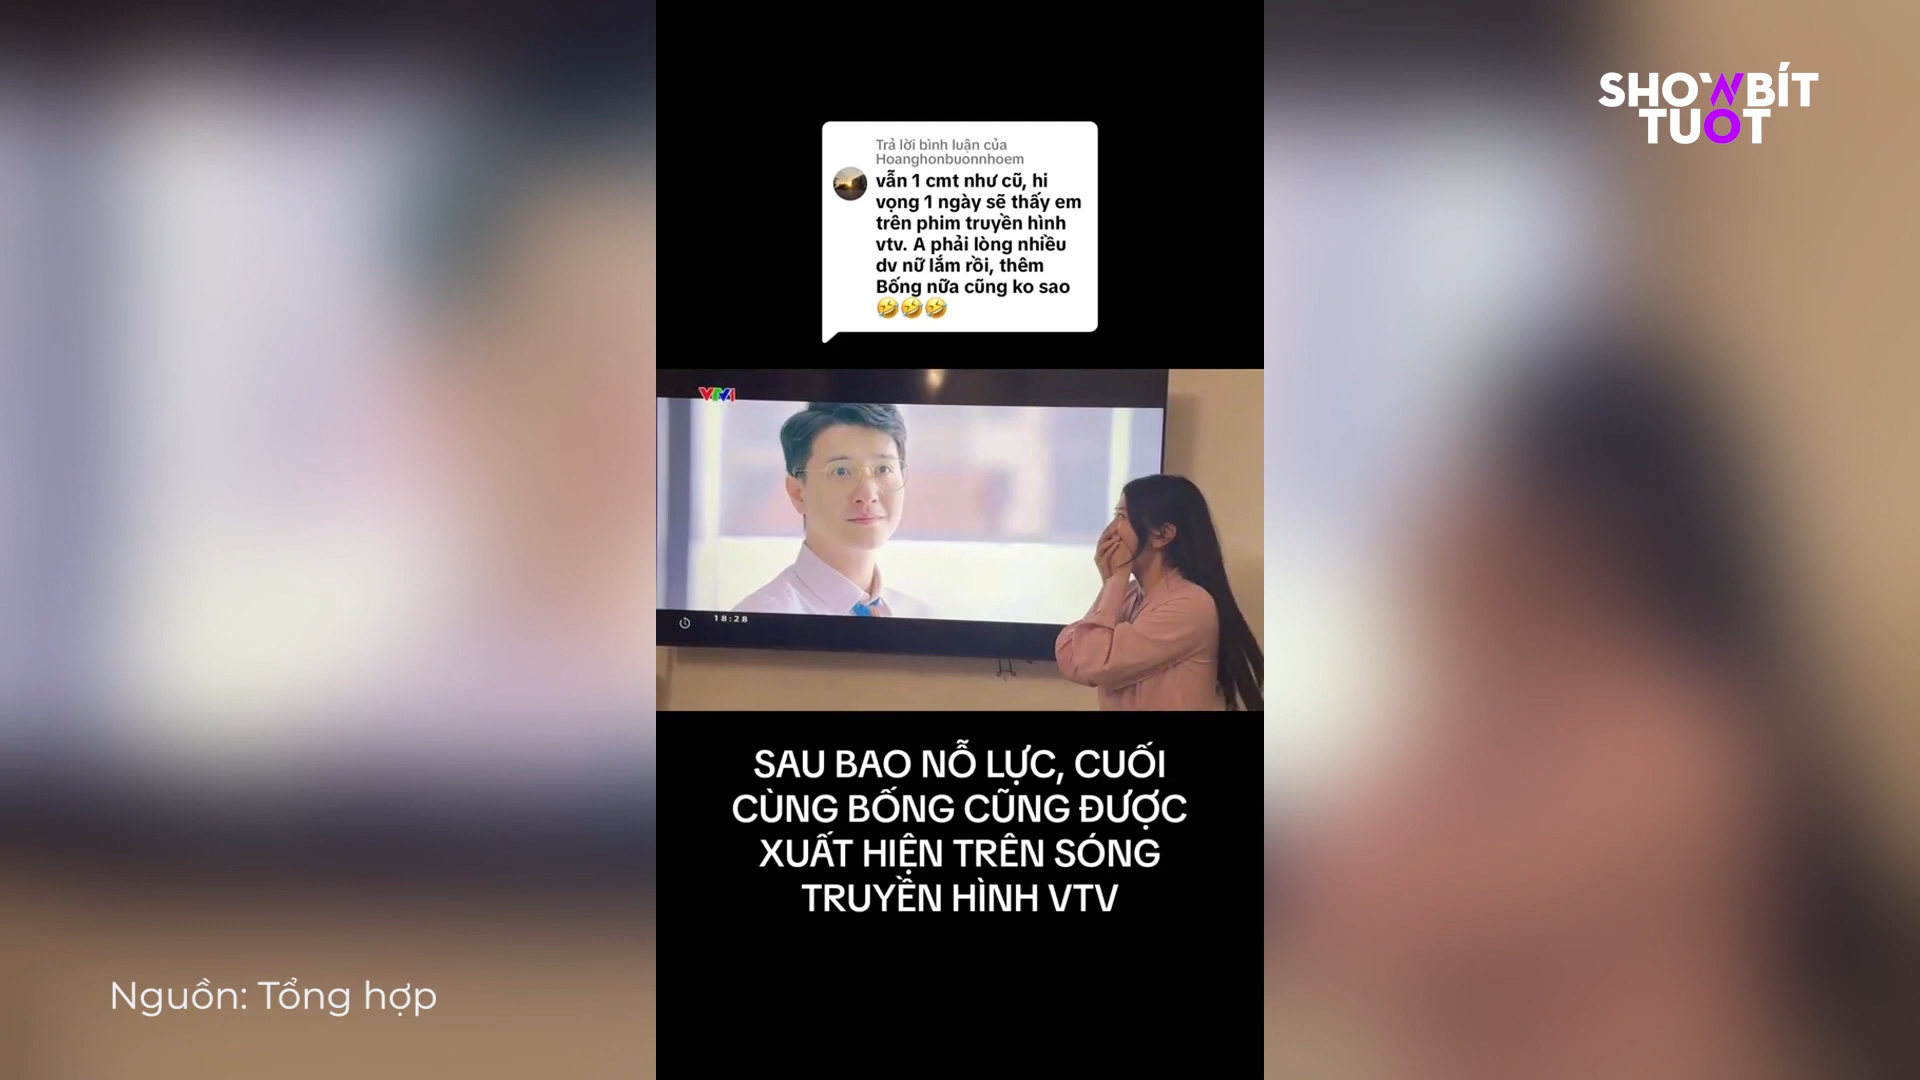 SHOWBÍT
TUỐT
Trả lời bình luận của
Hoanghonbuonnhoem
vẫn 1 cmt như cũ, hi
vọng 1 ngày sẽ thấy em
trên phim truyền hình
vtv. A phải lòng nhiều
dv nữ lắm rồi, thêm
Bống nữa cũng ko sao
🤣🤣🤣
VTV1
18:28
SAU BAO NỖ LỰC, CUỐI
CÙNG BỐNG CŨNG ĐƯỢC
XUẤT HIỆN TRÊN SÓNG
TRUYỀN HÌNH VTV
Nguồn: Tổng hợp